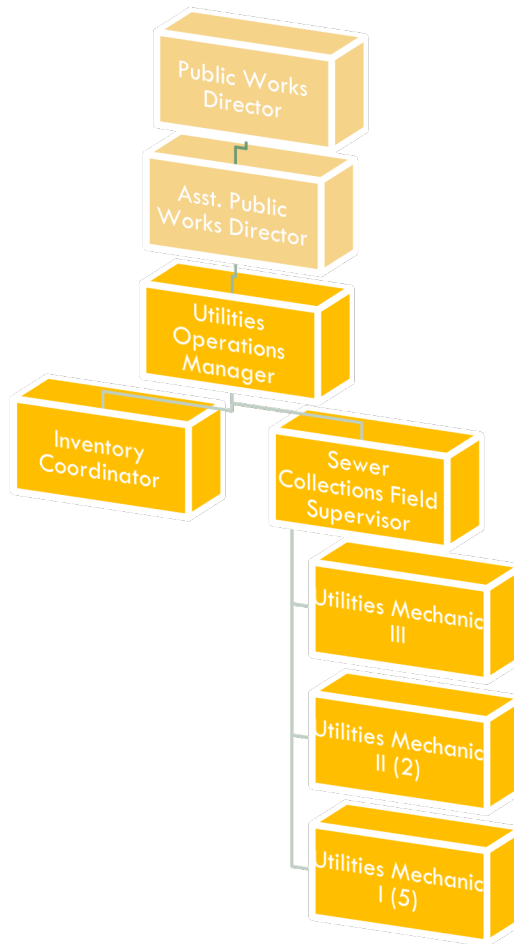 Public Works
Director
Asst. Public
Works Director
Utilities
Operations
Manager
Inventory
Coordinator
Sewer
Collections Field
Supervisor
Utilities Mechanic
III
Utilities Mechanic
II (2)
Utilities Mechanic
I (5)